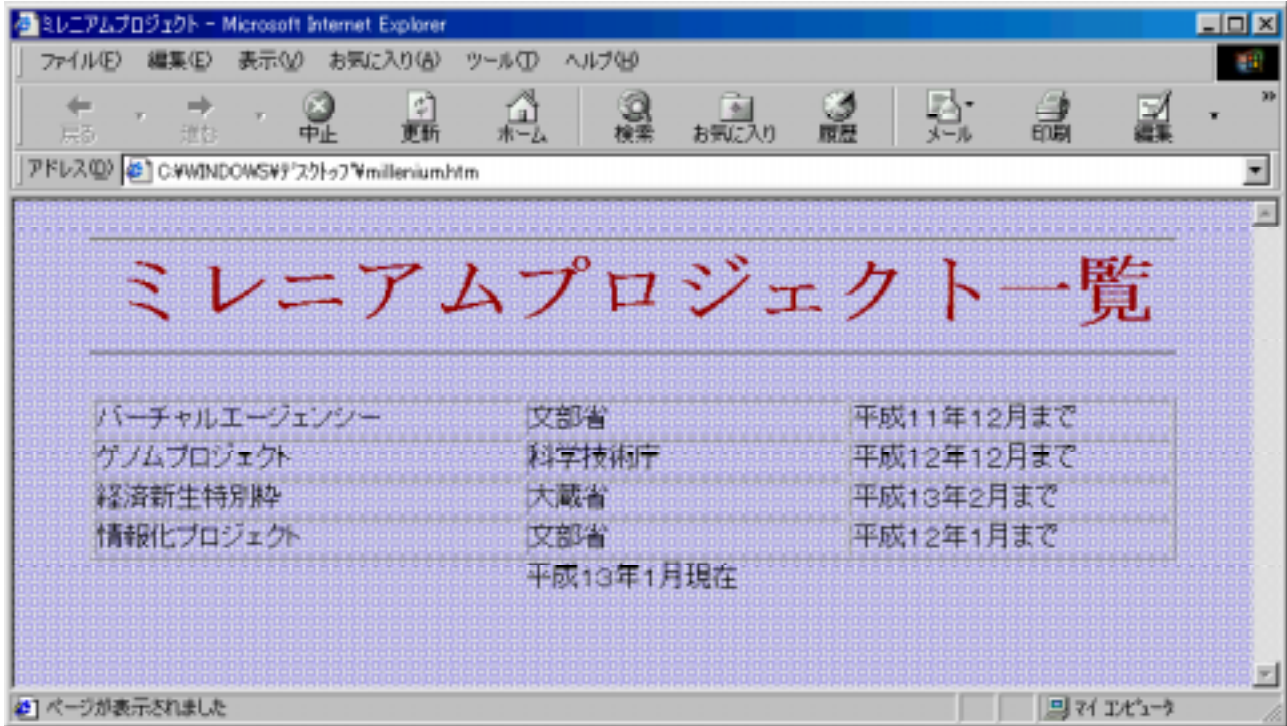 ミレニアムプロジェクト - Microsoft Internet Explorer
ファイル(F) 編集(E) 表示(V) お気に入り(A) ツール(T) ヘルプ(H)
戻る 進む 中止 更新 ホーム 検索 お気に入り 履歴 メール 印刷 編集
アドレス(D) C:¥WINDOWS¥ﾃﾞｽｸﾄｯﾌﾟ¥millenium.htm
ミレニアムプロジェクト一覧
バーチャルエージェンシー 文部省 平成11年12月まで
ゲノムプロジェクト 科学技術庁 平成12年12月まで
経済新生特別枠 大蔵省 平成13年2月まで
情報化プロジェクト 文部省 平成12年1月まで
平成13年1月現在
ページが表示されました マイ コンピュータ